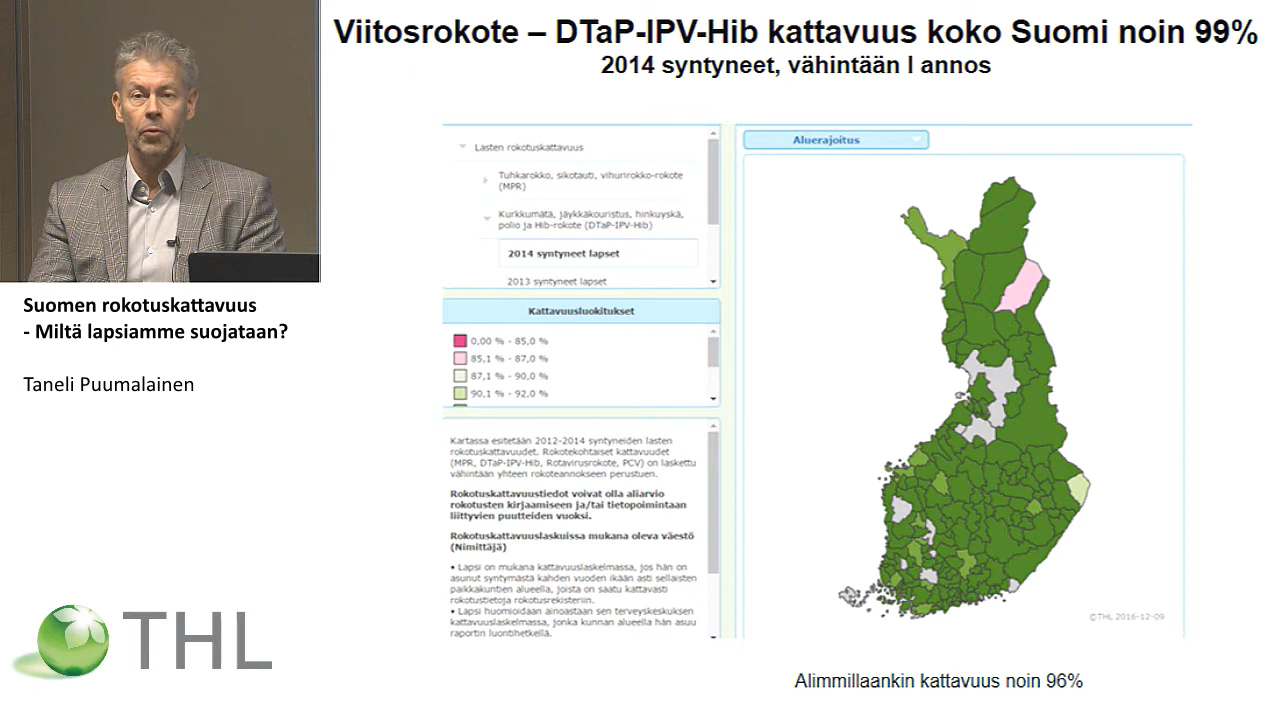 Viitosrokote – DTaP-IPV-Hib kattavuus koko Suomi noin 99%
2014 syntyneet, vähintään I annos
Suomen rokotuskattavuus
- Miltä lapsiamme suojataan?
Taneli Puumalainen
THL
Lasten rokotuskattavuus
Tuhkarokko, sikotauti, vihurirokko-rokote
(MPR)
Kurkkumätä, jäykkäkouristus, hinkuyskä,
polio ja Hib-rokote (DTaP-IPV-Hib)
2014 syntyneet lapset
2013 syntyneet lapset
Kattavuusluokitukset
0,00 % - 85,0 %
85,1 % - 87,0 %
87,1 % - 90,0 %
90,1 % - 92,0 %
Kartassa esitetään 2012-2014 syntyneiden lasten
rokotuskattavuudet. Rokotekohtaiset kattavuudet
(MPR, DTaP-IPV-Hib, Rotavirusrokote, PCV) on laskettu
vähintään yhteen rokoteannokseen perustuen.
Rokotuskattavuustiedot voivat olla aliarvio
rokotusten kirjaamiseen ja/tai tietopoimintaan
liittyvien puutteiden vuoksi.
Rokotuskattavuuslaskuissa mukana oleva väestö
(Nimittäjä)
• Lapsi on mukana kattavuuslaskelmassa, jos hän on
asunut syntymästä kahden vuoden ikään asti sellaisten
paikkakuntien alueella, joista on saatu kattavasti
rokotustietoja rokotusrekisteriin.
• Lapsi huomioidaan ainoastaan sen terveyskeskuksen
kattavuuslaskelmassa, jonka kunnan alueella hän asuu
raportin luontihetkellä.
Aluerajoitus
©THL 2016-12-09
Alimmillaankin kattavuus noin 96%